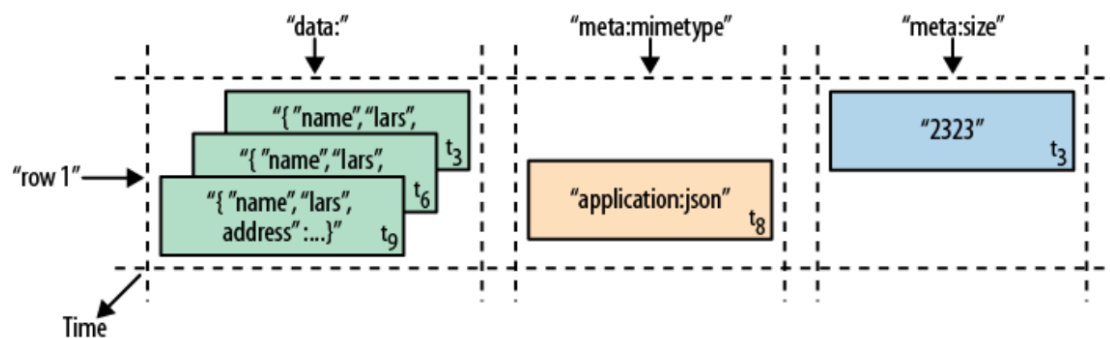 “data:”
“meta:mimetype”
“meta:size”
“{ ”name”,“lars”,
t3
“{ ”name”,“lars”,
t6
“{ ”name”,“lars”,
address” :...}”
t9
“row 1”
“application:json”
t8
“2323”
t3
Time